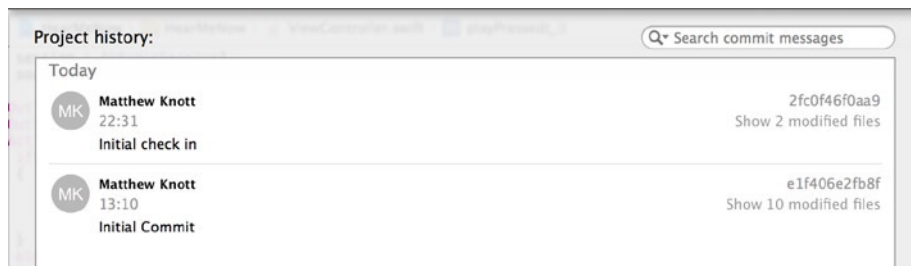 Project history:
Search commit messages
Today
MK
Matthew Knott
2fc0f46f0aa9
22:31
Show 2 modified files
Initial check in
MK
Matthew Knott
e1f406e2fb8f
13:10
Show 10 modified files
Initial Commit